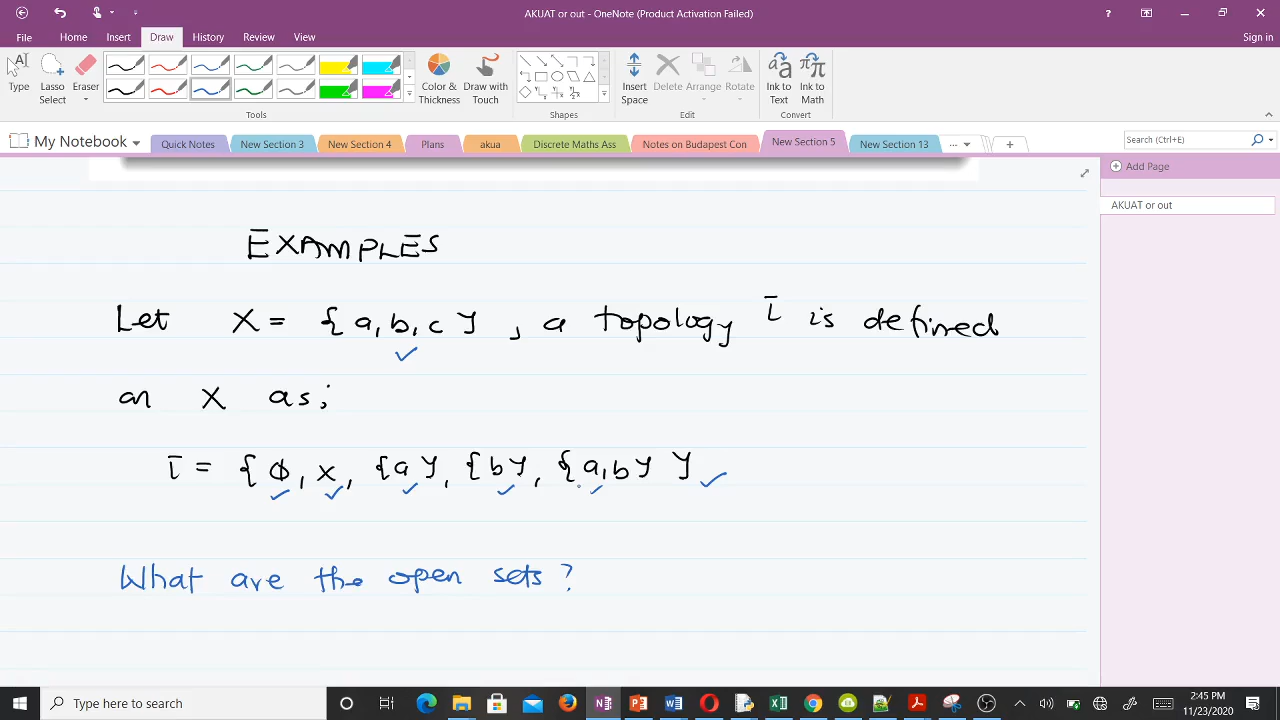 AKUAT or out - OneNote (Product Activation Failed)
? Sign in
File Home Insert Draw History Review View
Type Lasso Select Eraser Color & Thickness Draw with Touch Insert Space Delete Arrange Rotate Ink to Text Ink to Math
Tools Shapes Edit Convert
My Notebook Quick Notes New Section 3 New Section 4 Plans akua Discrete Maths Ass Notes on Budapest Con New Section 5 New Section 13 ... + Search (Ctrl+E)
Add Page
AKUAT or out
EXAMPLES
Let X = {a, b, c}, a topology τ is defined
on X as;
τ = {Φ, X, {a}, {b}, {a, b}}
What are the open sets?
Type here to search
2:45 PM
11/23/2020